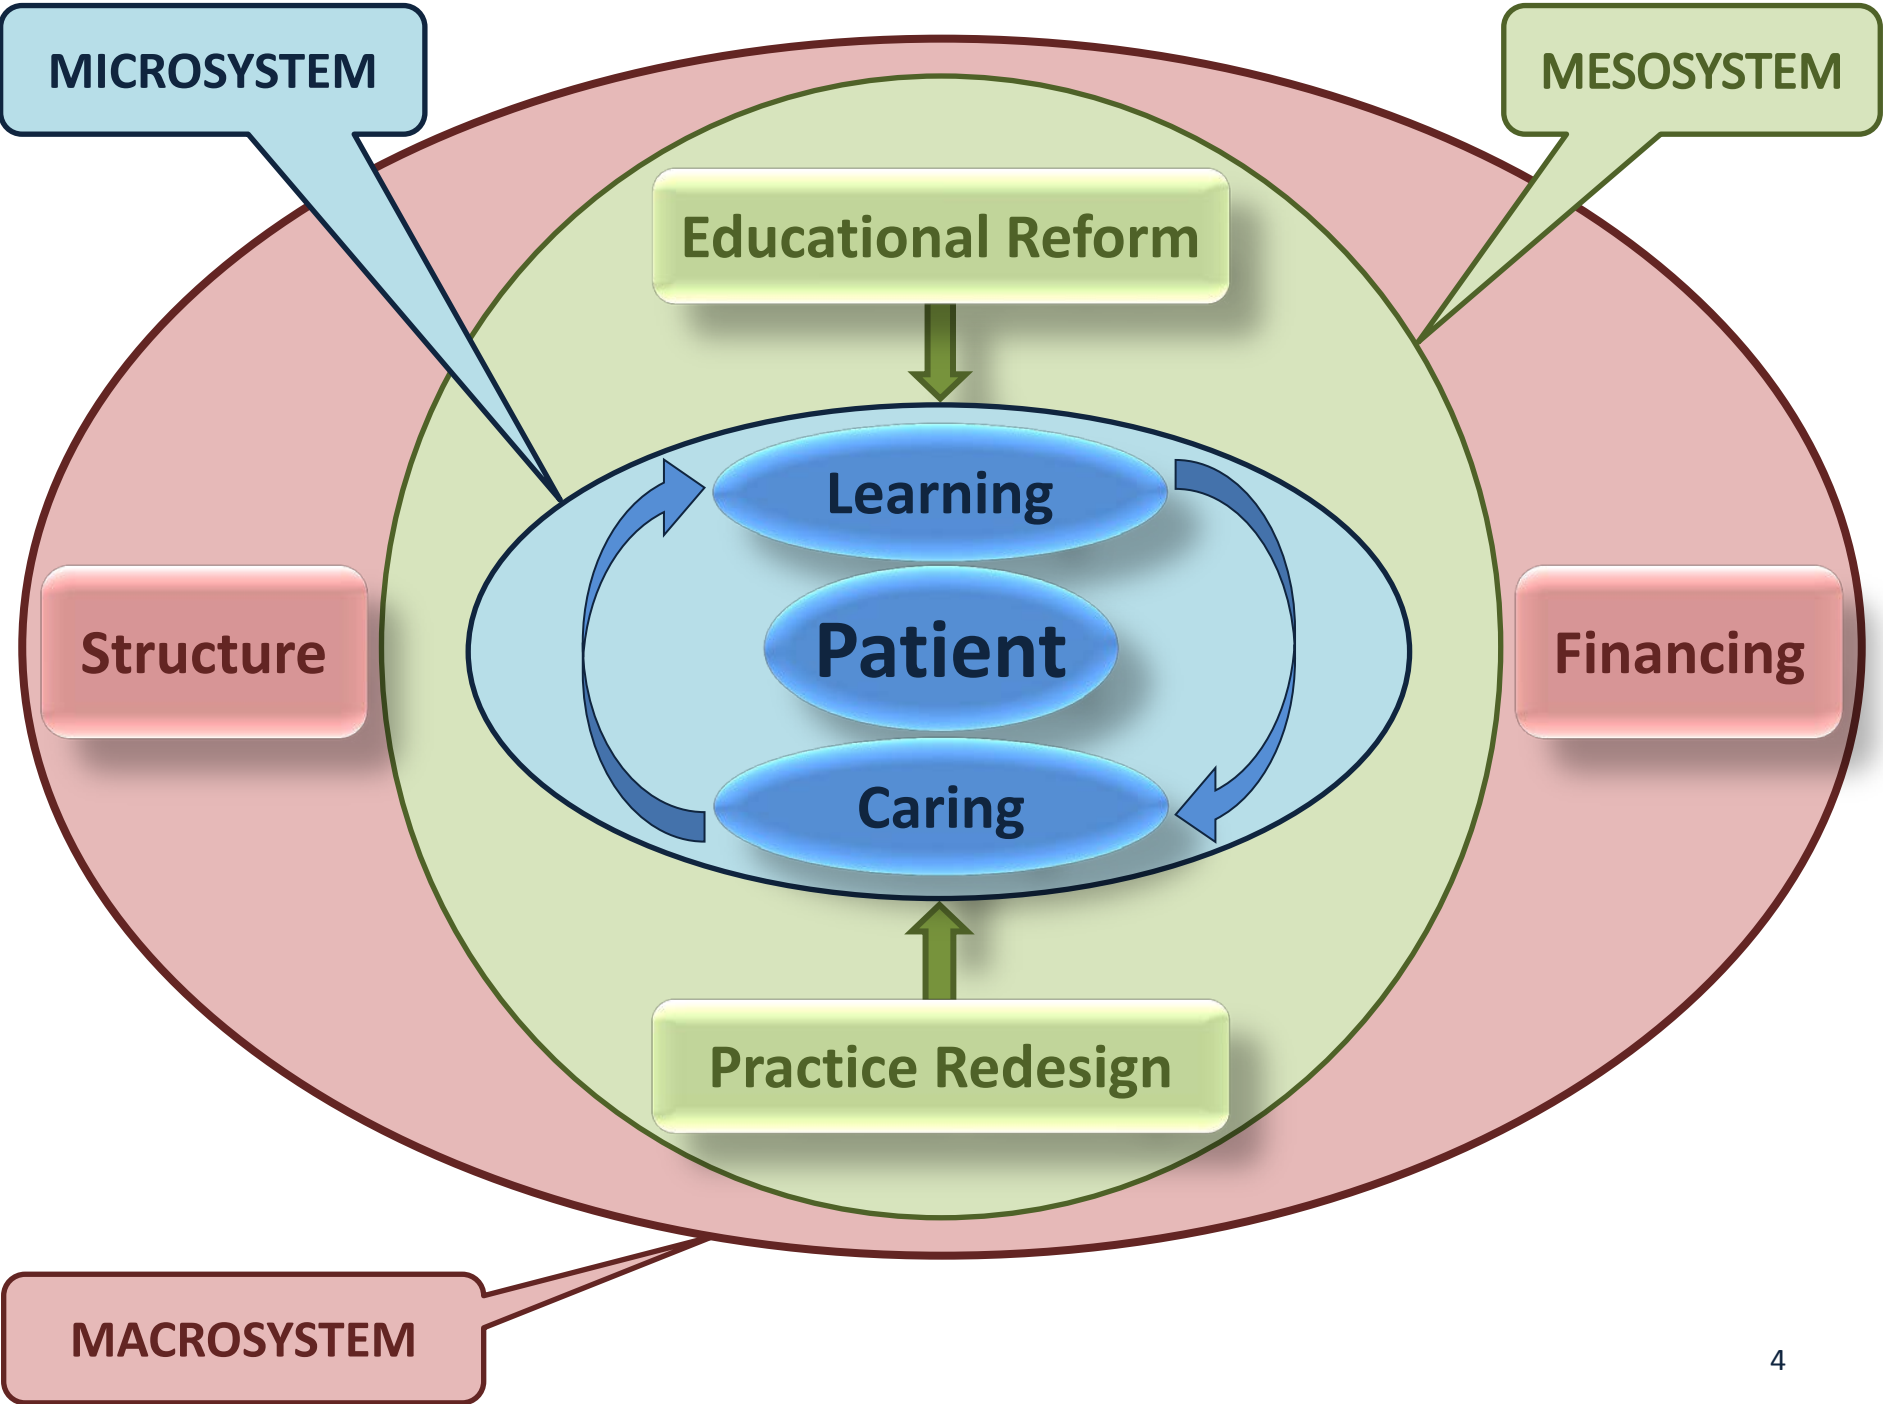 MICROSYSTEM
MESOSYSTEM
Educational Reform
Learning
Structure
Patient
Financing
Caring
Practice Redesign
MACROSYSTEM
4